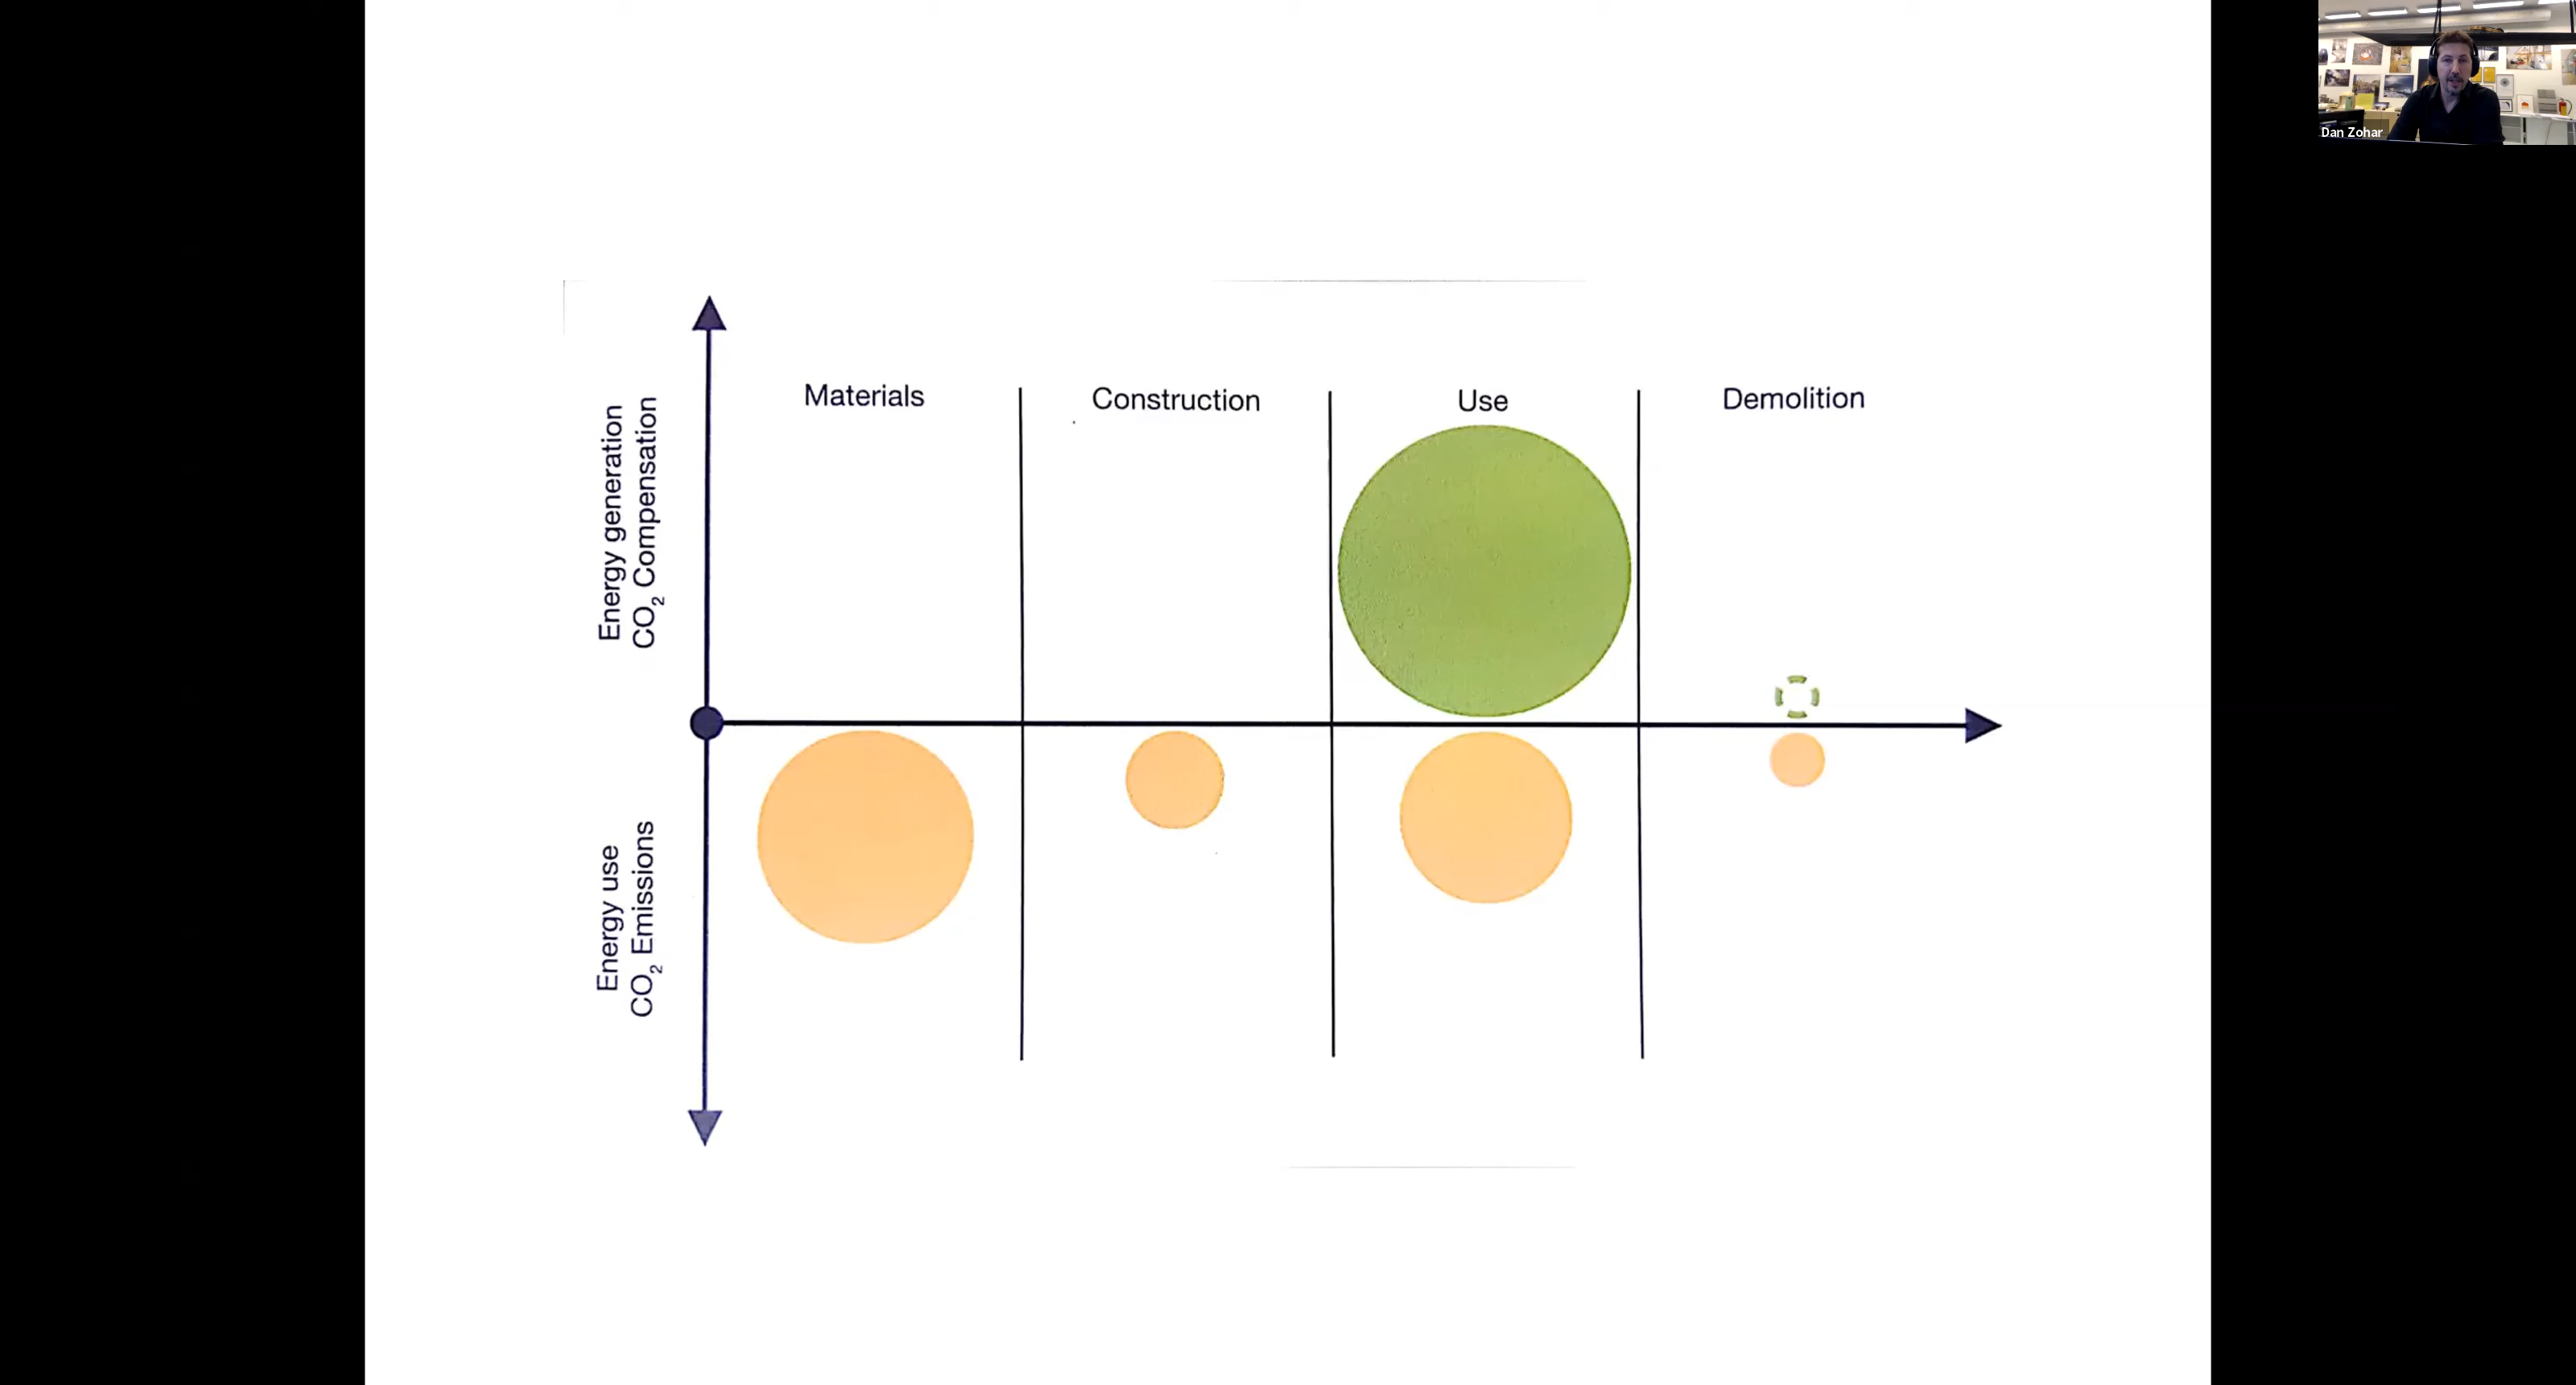 Dan Zohar
Materials
Construction
Use
Demolition
Energy generation
CO₂ Compensation
Energy use
CO₂ Emissions